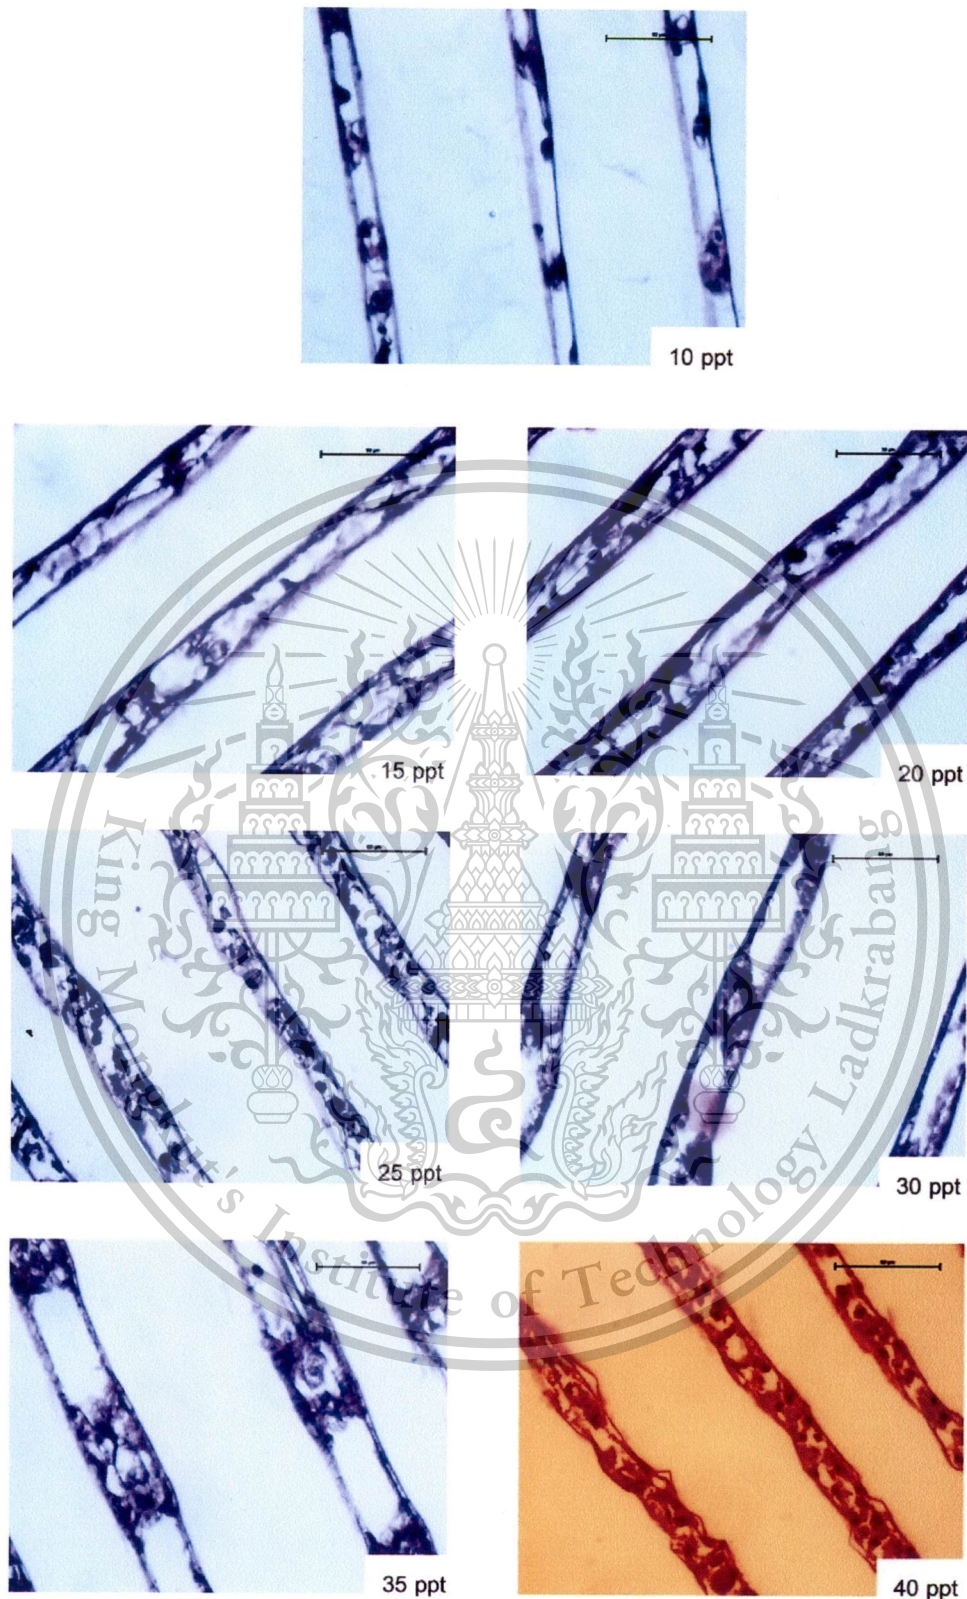 10 ppt
15 ppt
20 ppt
25 ppt
30 ppt
35 ppt
40 ppt
King Mongkut's Institute of Technology Ladkrabang